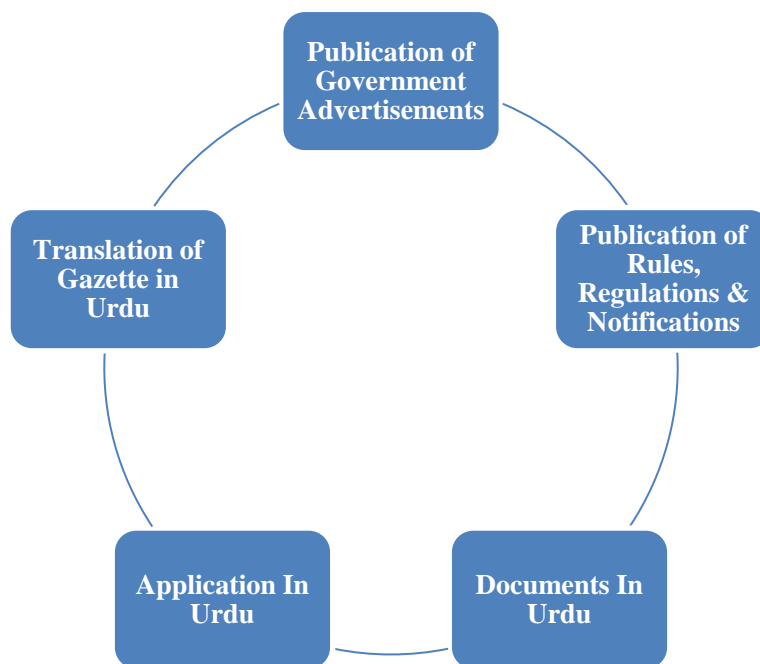 Publication of
Government
Advertisements
Publication of
Rules,
Regulations &
Notifications
Documents In
Urdu
Application In
Urdu
Translation of
Gazette in
Urdu